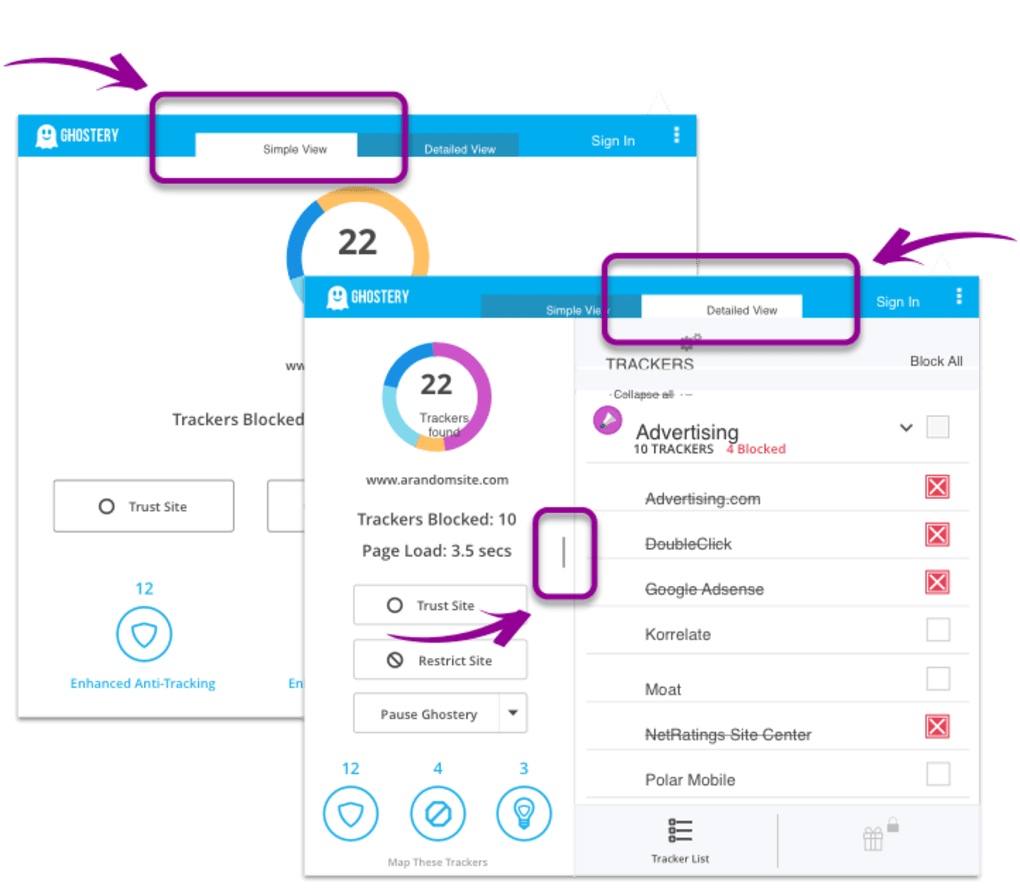 GHOSTERY
Simple View
Detailed View
Sign In
22
Trackers Blocked
Trust Site
12
Enhanced Anti-Tracking
GHOSTERY
Simple View
Detailed View
Sign In
22
Trackers
found
www.arandomsite.com
Trackers Blocked: 10
Page Load: 3.5 secs
Trust Site
Restrict Site
Pause Ghostery
12
4
3
Map These Trackers
TRACKERS
Block All
Collapse all
Advertising
10 TRACKERS 4 Blocked
Advertising.com
DoubleClick
Google Adsense
Korrelate
Moat
NetRatings Site Center
Polar Mobile
Tracker List